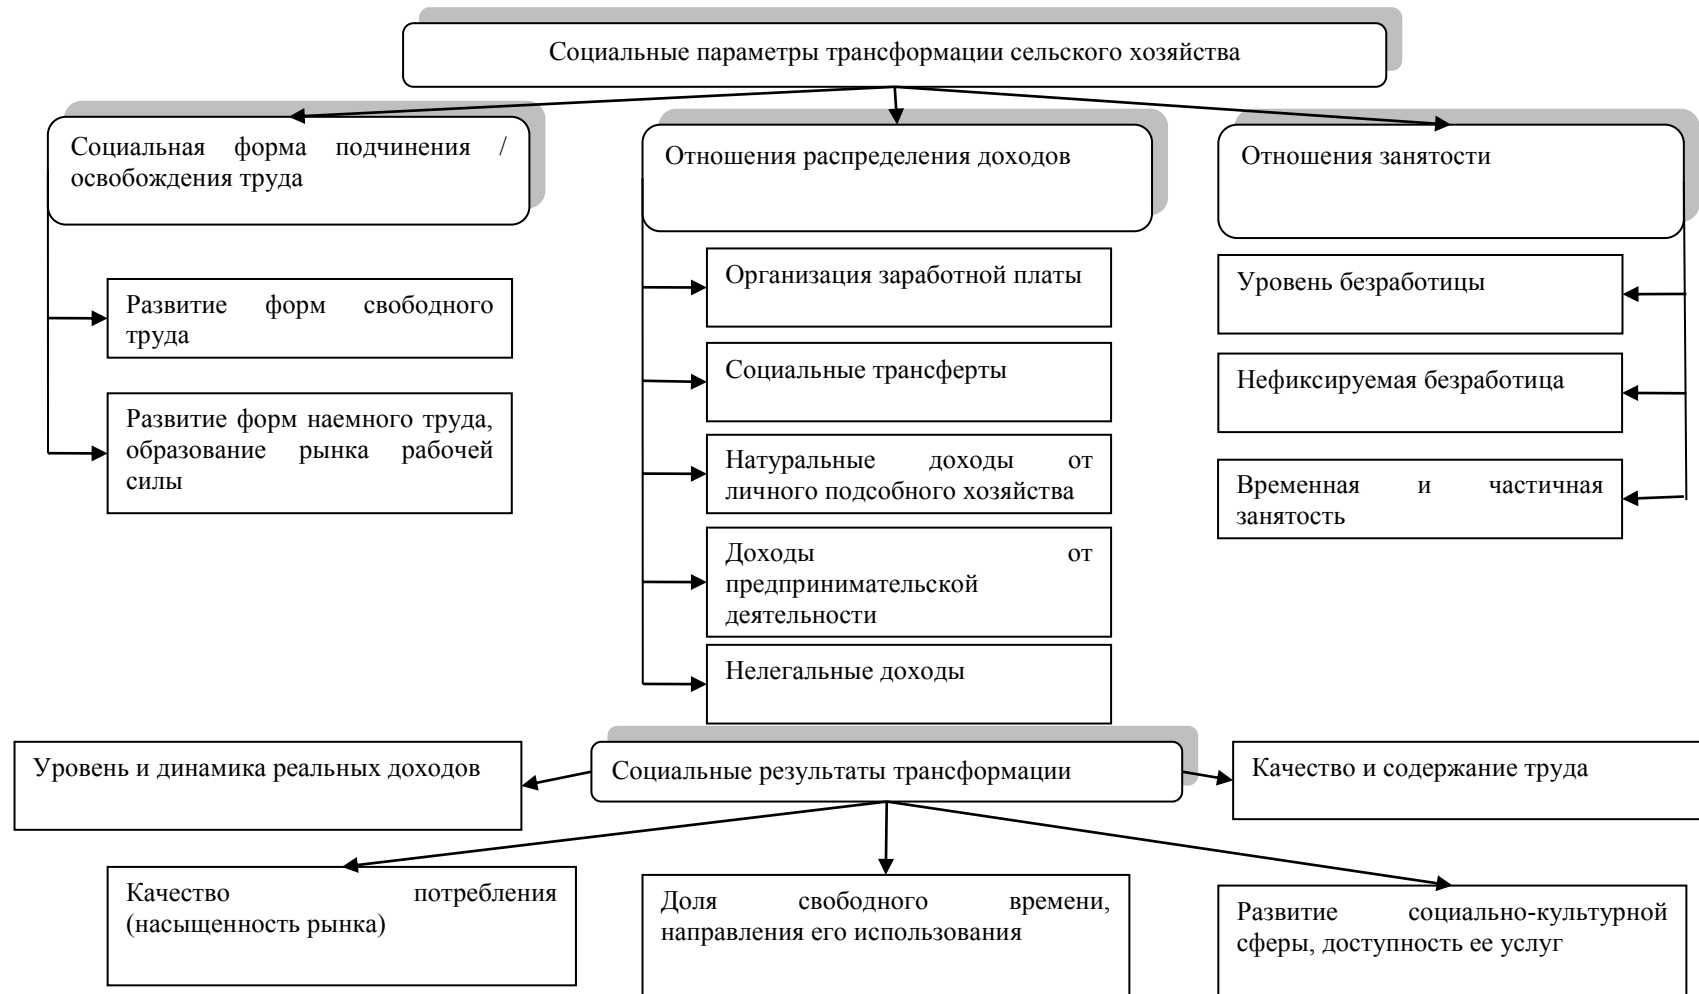 Социальные параметры трансформации сельского хозяйства
Социальная форма подчинения /
освобождения труда
Развитие форм свободного
труда
Развитие форм наемного труда,
образование рынка рабочей
силы
Отношения распределения доходов
Организация заработной платы
Социальные трансферты
Натуральные доходы от
личного подсобного хозяйства
Доходы от
предпринимательской
деятельности
Нелегальные доходы
Отношения занятости
Уровень безработицы
Нефиксируемая безработица
Временная и частичная
занятость
Социальные результаты трансформации
Уровень и динамика реальных доходов
Качество и содержание труда
Качество потребления
(насыщенность рынка)
Доля свободного времени,
направления его использования
Развитие социально-культурной
сферы, доступность ее услуг